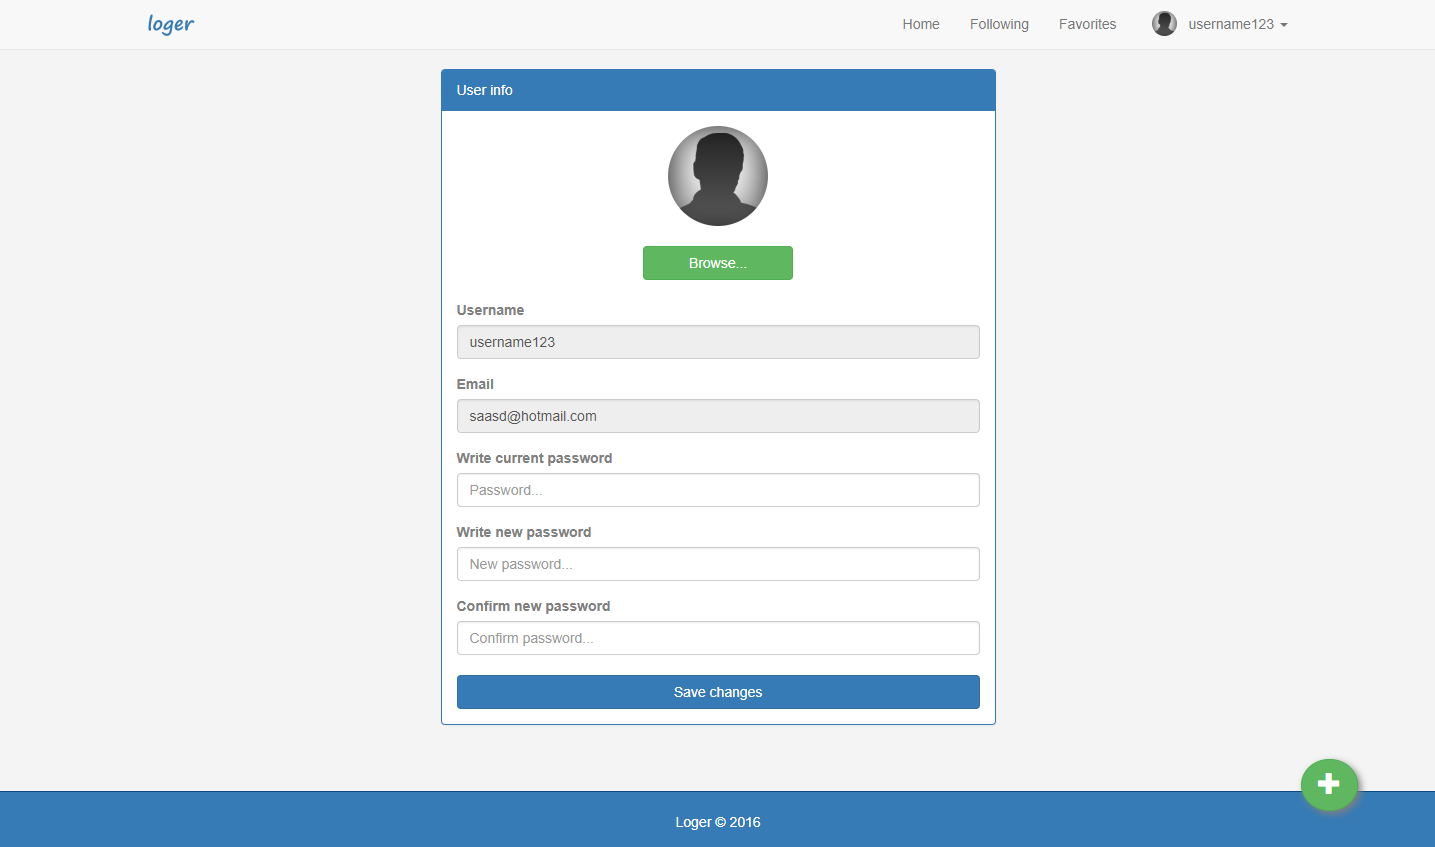 loger
Home Following Favorites username123
User info
Browse...
Username
username123
Email
saasd@hotmail.com
Write current password
Password...
Write new password
New password...
Confirm new password
Confirm password...
Save changes
Loger © 2016